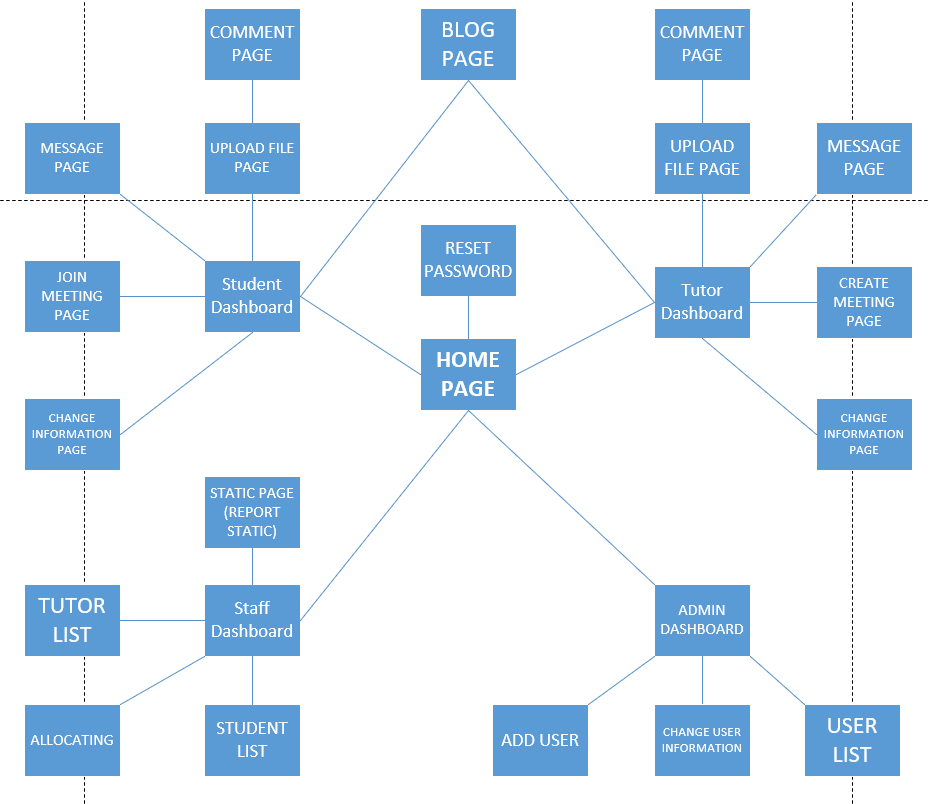 COMMENT
PAGE
BLOG
PAGE
COMMENT
PAGE
MESSAGE
PAGE
UPLOAD FILE
PAGE
UPLOAD
FILE PAGE
MESSAGE
PAGE
RESET
PASSWORD
JOIN
MEETING
PAGE
Student
Dashboard
Tutor
Dashboard
CREATE
MEETING
PAGE
HOME
PAGE
CHANGE
INFORMATION
PAGE
CHANGE
INFORMATION
PAGE
STATIC PAGE
(REPORT
STATIC)
TUTOR
LIST
Staff
Dashboard
ADMIN
DASHBOARD
ALLOCATING
STUDENT
LIST
ADD USER
CHANGE USER
INFORMATION
USER
LIST